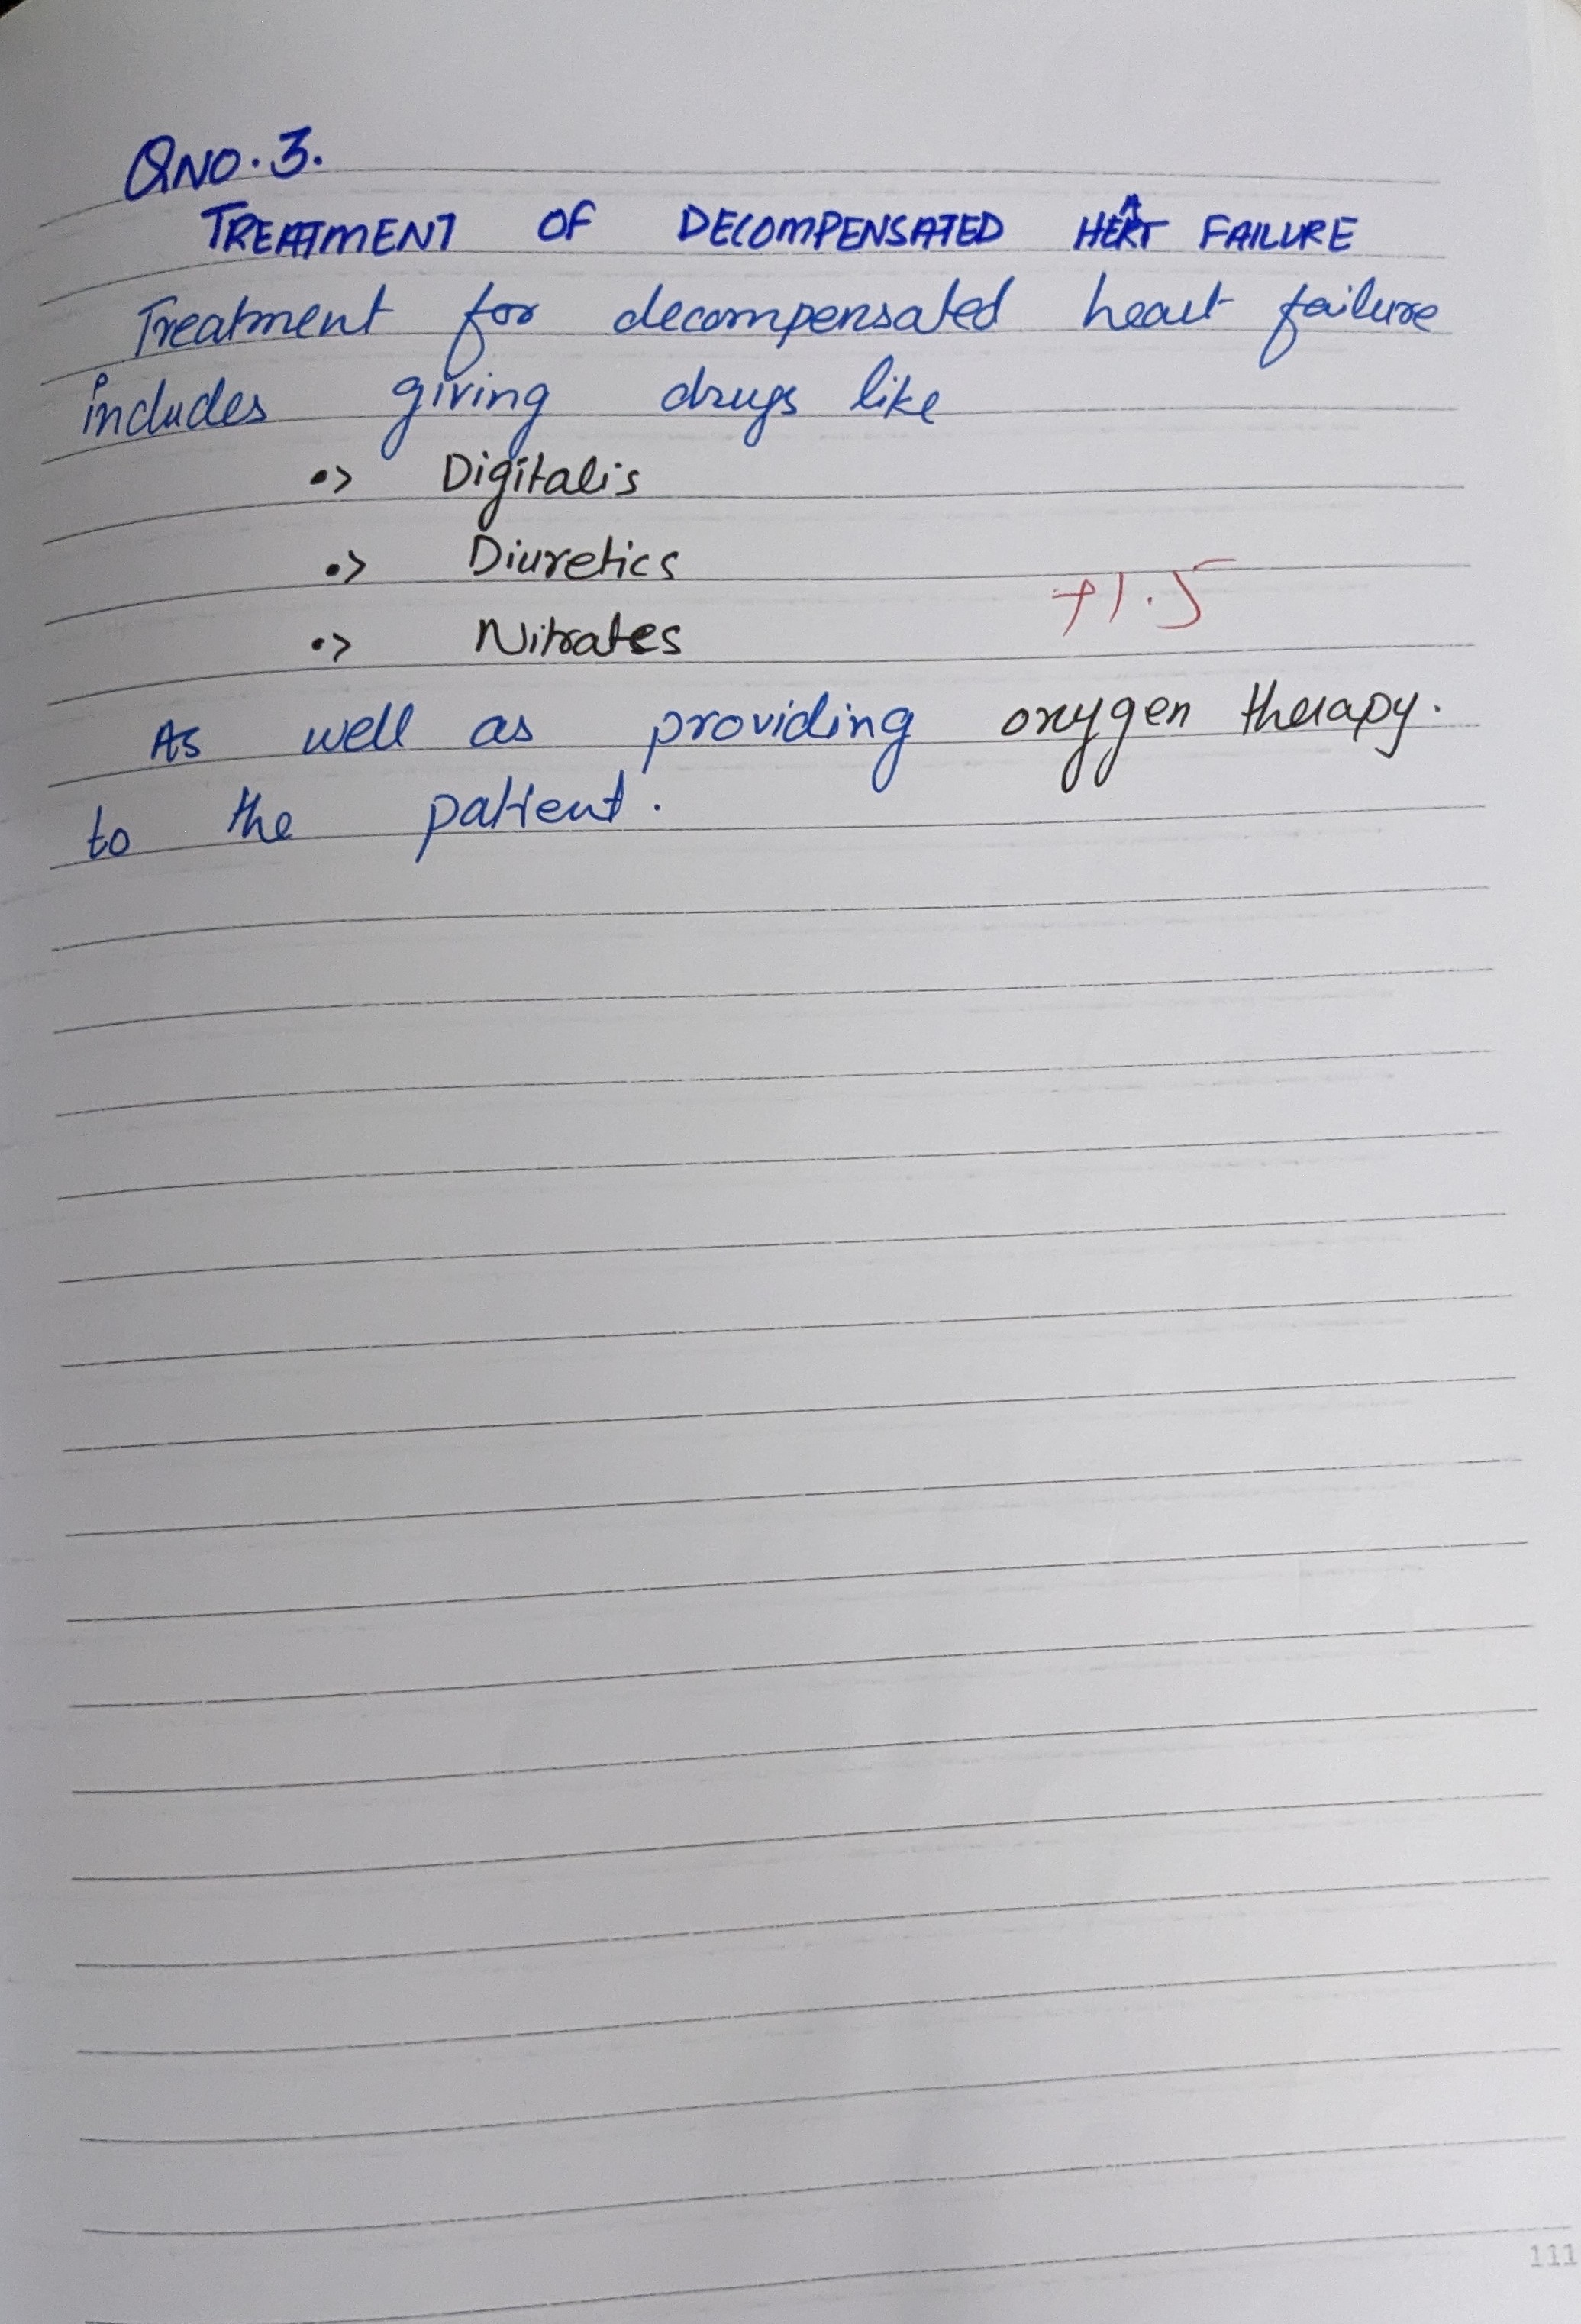 QNO.3.
TREATMENT OF DECOMPENSATED HEART FAILURE
Treatment for decompensated heart failure
includes giving drugs like
•> Digitalis
•> Diuretics
+1.5
•> Nitrates
As well as providing oxygen therapy.
to the patient.
111